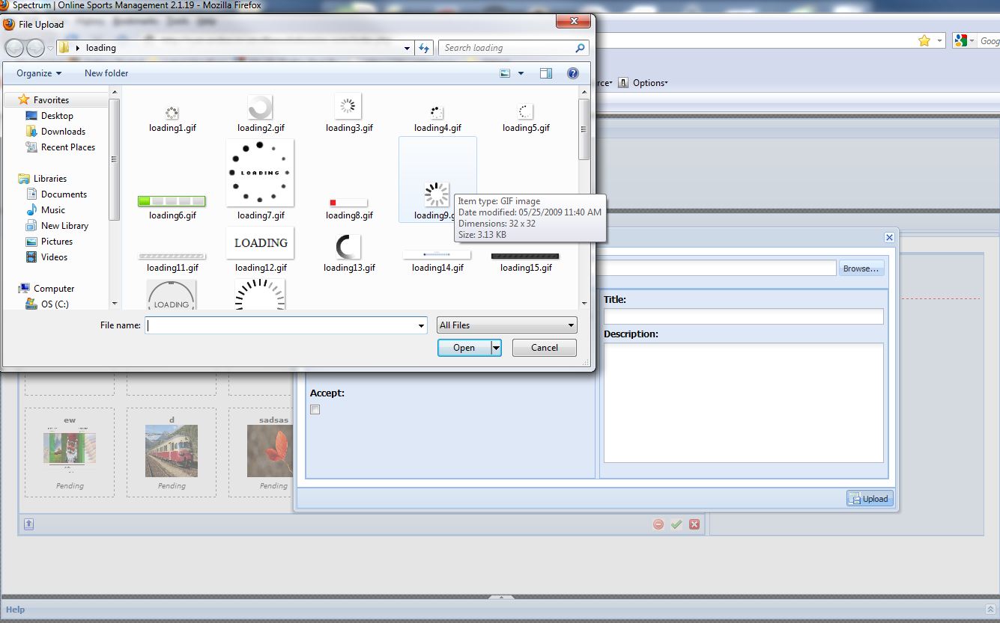 Spectrum | Online Sports Management 2.1.19 - Mozilla Firefox
File Upload
loading
Search loading
Goog
Organize
New folder
rce
Options
Favorites
Desktop
Downloads
Recent Places
Libraries
Documents
Music
New Library
Pictures
Videos
Computer
OS (C:)
loading1.gif
loading2.gif
loading3.gif
loading4.gif
loading5.gif
LOADING
loading6.gif
loading7.gif
loading8.gif
loading9.g
Item type: GIF image
Date modified: 05/25/2009 11:40 AM
Dimensions: 32 x 32
Size: 3.13 KB
LOADING
loading11.gif
loading12.gif
loading13.gif
loading14.gif
loading15.gif
LOADING
File name:
All Files
Open
Cancel
Browse...
Title:
Description:
Accept:
ew
d
sadsas
Pending
Pending
Pending
Upload
Help